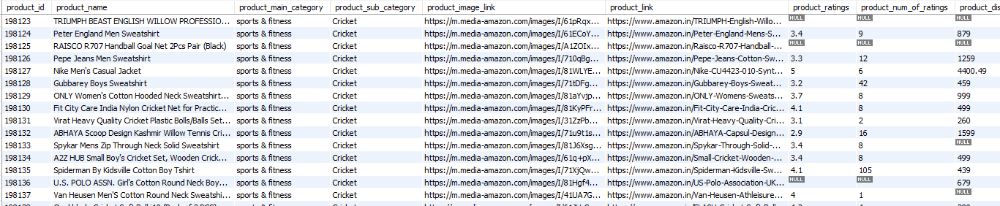 product_id product_name product_main_category product_sub_category product_image_link product_link product_ratings product_num_of_ratings product_dis
198123 TRIUMPH BEAST ENGLISH WILLOW PROFESSIO... sports & fitness Cricket https://m.media-amazon.com/images/I/61pRqx... https://www.amazon.in/TRIUMPH-English-Willo... NULL NULL
198124 Peter England Men Sweatshirt sports & fitness Cricket https://m.media-amazon.com/images/I/61ECoY... https://www.amazon.in/Peter-England-Mens-S... 3.4 9 879
198125 RAISCO R707 Handball Goal Net 2Pcs Pair (Black) sports & fitness Cricket https://m.media-amazon.com/images/I/A1ZOIx... https://www.amazon.in/Raisco-R707-Handball-... NULL NULL
198126 Pepe Jeans Men Sweatshirt sports & fitness Cricket https://m.media-amazon.com/images/I/710qBg... https://www.amazon.in/Pepe-Jeans-Cotton-Sw... 3.3 12 1259
198127 Nike Men's Casual Jacket sports & fitness Cricket https://m.media-amazon.com/images/I/81WLYE... https://www.amazon.in/Nike-CU4423-010-Synt... 5 6 4400.49
198128 Gubbarey Boys Sweatshirt sports & fitness Cricket https://m.media-amazon.com/images/I/71tDFg... https://www.amazon.in/Gubbarey-Boys-Sweat... 3.2 42 459
198129 ONLY Women's Cotton Hooded Neck Sweatshirt... sports & fitness Cricket https://m.media-amazon.com/images/I/81aYvjp... https://www.amazon.in/ONLY-Womens-Sweats... 3.7 8 999
198130 Fit City Care India Nylon Cricket Net for Practic... sports & fitness Cricket https://m.media-amazon.com/images/I/81KyPFr... https://www.amazon.in/Fit-City-Care-India-Cric... 4.1 8 499
198131 Virat Heavy Quality Cricket Plastic Bolls/Balls Set... sports & fitness Cricket https://m.media-amazon.com/images/I/31ZzPb... https://www.amazon.in/Virat-Heavy-Quality-Cri... 3.1 2 260
198132 ABHAYA Scoop Design Kashmir Willow Tennis Cri... sports & fitness Cricket https://m.media-amazon.com/images/I/71u9t1s... https://www.amazon.in/ABHAYA-Capsul-Design... 2.9 16 1599
198133 Spykar Mens Zip Through Neck Solid Sweatshirt sports & fitness Cricket https://m.media-amazon.com/images/I/81J6Xsg... https://www.amazon.in/Spykar-Through-Solid-... 3.4 8 NULL
198134 A2Z HUB Small Boy's Cricket Set, Wooden Crick... sports & fitness Cricket https://m.media-amazon.com/images/I/61q+pX... https://www.amazon.in/Small-Cricket-Wooden-... 3.4 8 499
198135 Spiderman By Kidsville Cotton Boy Tshirt sports & fitness Cricket https://m.media-amazon.com/images/I/71XjQw... https://www.amazon.in/Spiderman-Kidsville-Sw... 4.1 105 439
198136 U.S. POLO ASSN. Girl's Cotton Round Neck Boy... sports & fitness Cricket https://m.media-amazon.com/images/I/81Hgf4... https://www.amazon.in/US-Polo-Association-UK... NULL NULL 679
198137 Van Heusen Men'S Cotton Round Neck Sweatshi... sports & fitness Cricket https://m.media-amazon.com/images/I/41UA7G... https://www.amazon.in/Van-Heusen-Athleisure... 4 1 NULL